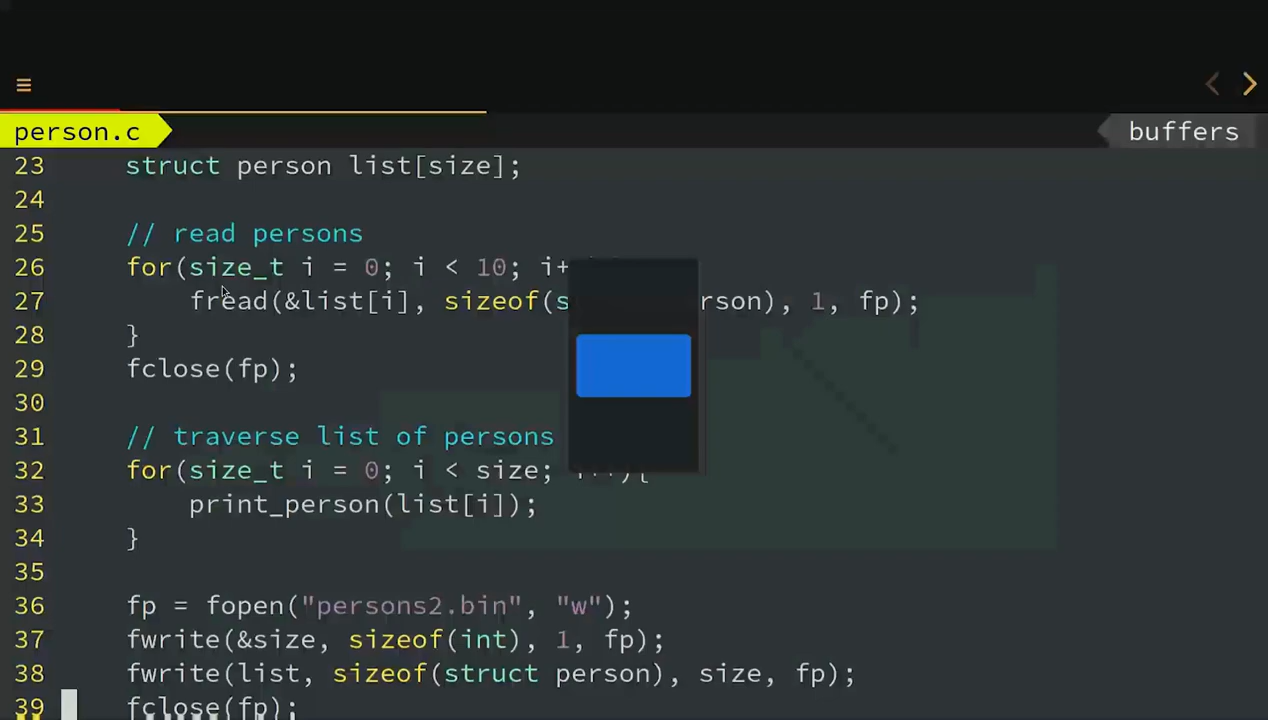 ≡
person.c
buffers
23 struct person list[size];
24
25 // read persons
26 for(size_t i = 0; i < 10; i+
27 fread(&list[i], sizeof(s rson), 1, fp);
28 }
29 fclose(fp);
30
31 // traverse list of persons
32 for(size_t i = 0; i < size; i++){
33 print_person(list[i]);
34 }
35
36 fp = fopen("persons2.bin", "w");
37 fwrite(&size, sizeof(int), 1, fp);
38 fwrite(list, sizeof(struct person), size, fp);
39 fclose(fp);